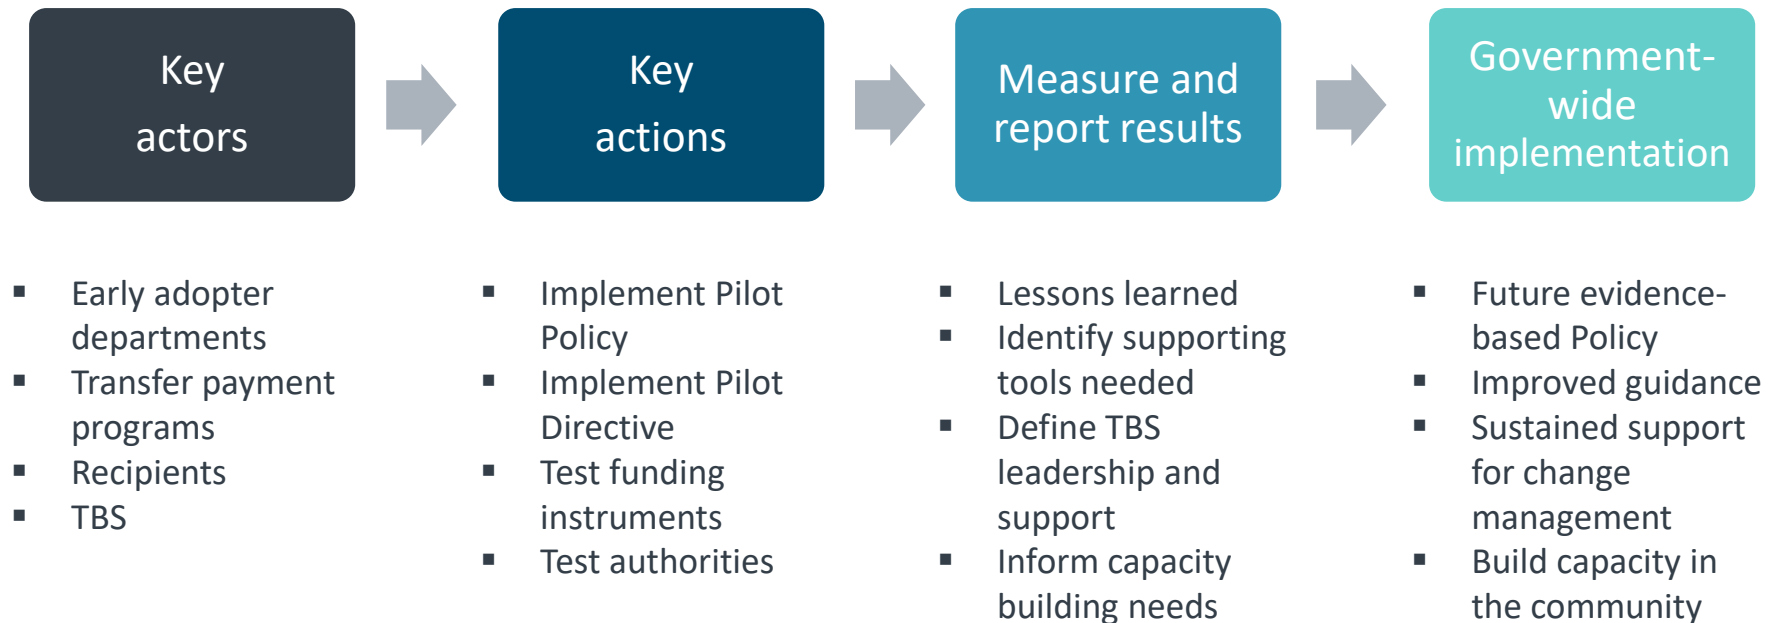 Key
actors
Key
actions
Measure and
report results
Government-
wide
implementation
▪ Early adopter
departments
▪ Transfer payment
programs
▪ Recipients
▪ TBS
▪ Implement Pilot
Policy
▪ Implement Pilot
Directive
▪ Test funding
instruments
▪ Test authorities
▪ Lessons learned
▪ Identify supporting
tools needed
▪ Define TBS
leadership and
support
▪ Inform capacity
building needs
▪ Future evidence-
based Policy
▪ Improved guidance
▪ Sustained support
for change
management
▪ Build capacity in
the community